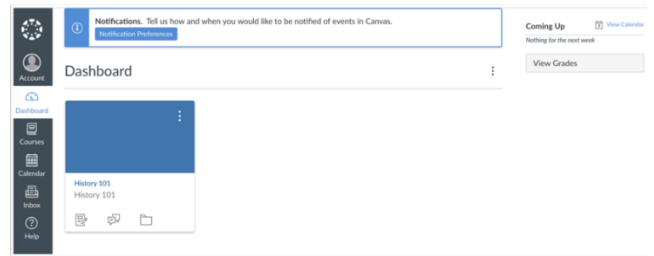 Account
Dashboard
Courses
Calendar
Inbox
Help
Notifications. Tell us how and when you would like to be notified of events in Canvas.
Notification Preferences
Dashboard
History 101
History 101
Coming Up
View Calendar
Nothing for the next week
View Grades